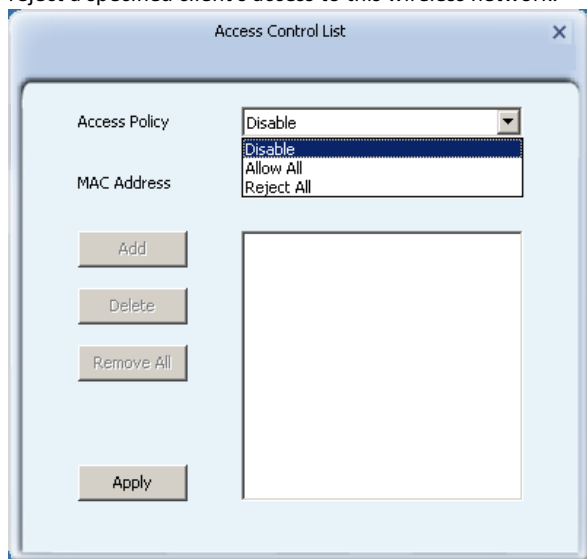 reject a specified client's access to this wireless network.
Access Control List
Access Policy
Disable
Disable
Allow All
MAC Address
Reject All
Add
Delete
Remove All
Apply